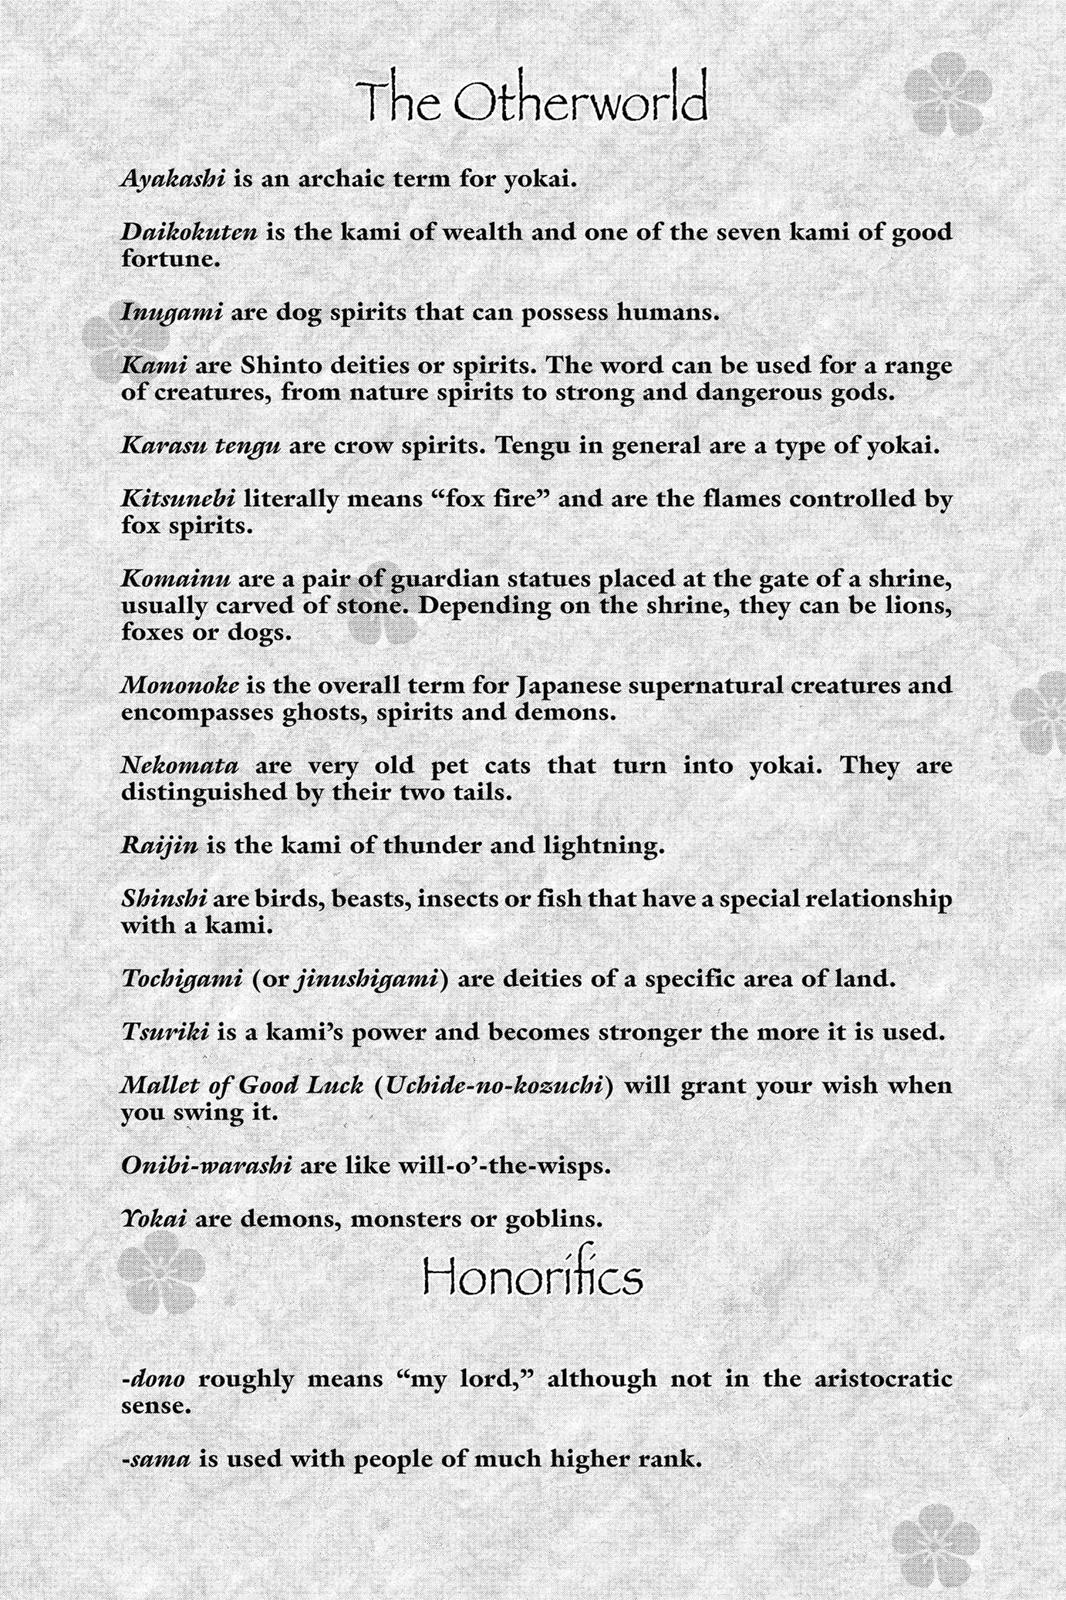 The Otherworld
Ayakashi is an archaic term for yokai.
Daikokuten is the kami of wealth and one of the seven kami of good
fortune.
Inugami are dog spirits that can possess humans.
Kami are Shinto deities or spirits. The word can be used for a range
of creatures, from nature spirits to strong and dangerous gods.
Karasu tengu are crow spirits. Tengu in general are a type of yokai.
Kitsunebi literally means “fox fire” and are the flames controlled by
fox spirits.
Komainu are a pair of guardian statues placed at the gate of a shrine,
usually carved of stone. Depending on the shrine, they can be lions,
foxes or dogs.
Mononoke is the overall term for Japanese supernatural creatures and
encompasses ghosts, spirits and demons.
Nekomata are very old pet cats that turn into yokai. They are
distinguished by their two tails.
Raijin is the kami of thunder and lightning.
Shinshi are birds, beasts, insects or fish that have a special relationship
with a kami.
Tochigami (or jinushigami) are deities of a specific area of land.
Tsuriki is a kami’s power and becomes stronger the more it is used.
Mallet of Good Luck (Uchide-no-kozuchi) will grant your wish when
you swing it.
Onibi-warashi are like will-o’-the-wisps.
Yokai are demons, monsters or goblins.
Honorifics
-dono roughly means “my lord,” although not in the aristocratic
sense.
-sama is used with people of much higher rank.